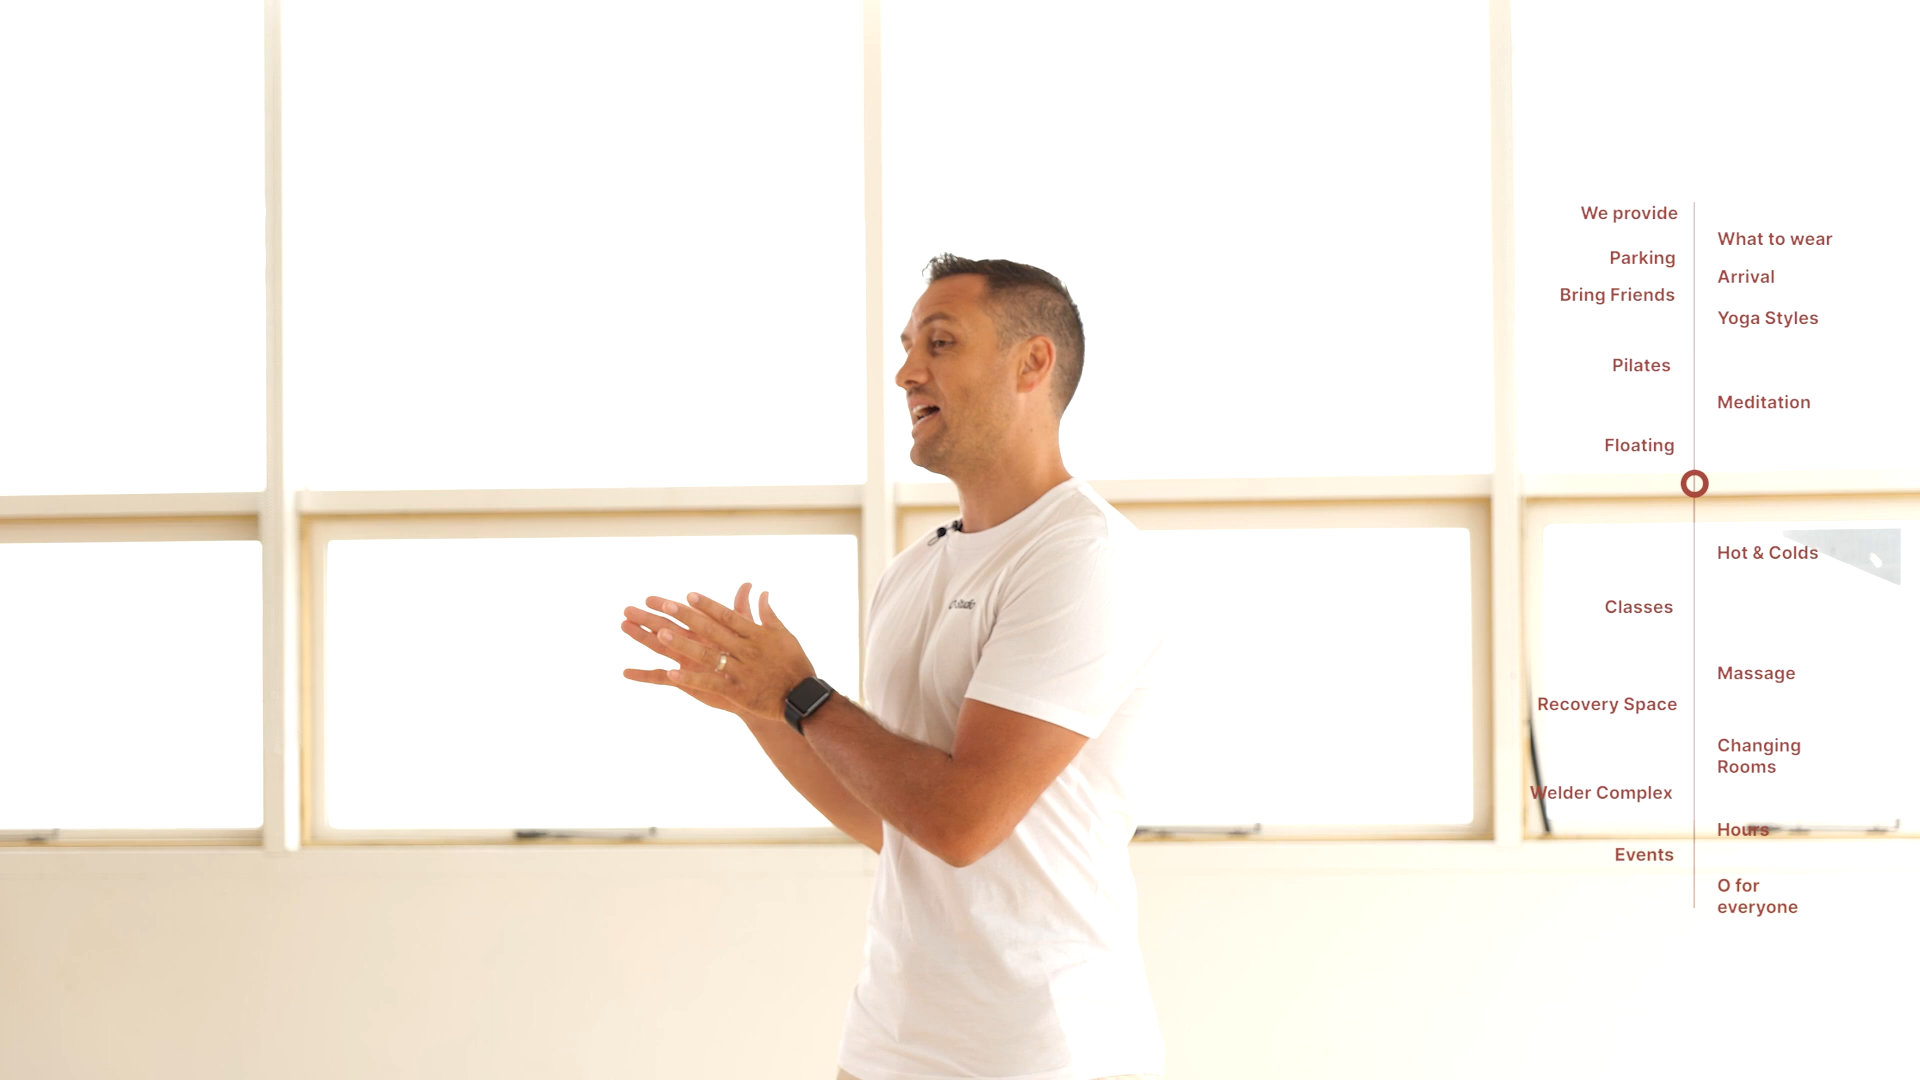 We provide
What to wear
Parking
Arrival
Bring Friends
Yoga Styles
Pilates
Meditation
Floating
Hot & Colds
Classes
Massage
Recovery Space
Changing
Rooms
Welder Complex
Hours
Events
O for
everyone